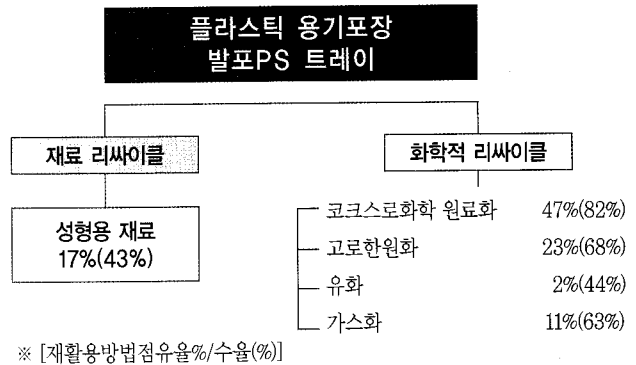 플라스틱 용기포장
발포PS 트레이
재료 리싸이클
화학적 리싸이클
성형용 재료
17%(43%)
코크스로화학 원료화 47%(82%)
고로한원화 23%(68%)
유화 2%(44%)
가스화 11%(63%)
※ [재활용방법점유율%/수율(%)]